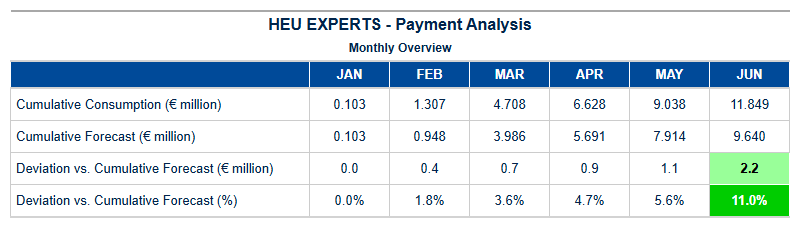 HEU EXPERTS - Payment Analysis
Monthly Overview
JAN FEB MAR APR MAY JUN
Cumulative Consumption (€ million) 0.103 1.307 4.708 6.628 9.038 11.849
Cumulative Forecast (€ million) 0.103 0.948 3.986 5.691 7.914 9.640
Deviation vs. Cumulative Forecast (€ million) 0.0 0.4 0.7 0.9 1.1 2.2
Deviation vs. Cumulative Forecast (%) 0.0% 1.8% 3.6% 4.7% 5.6% 11.0%